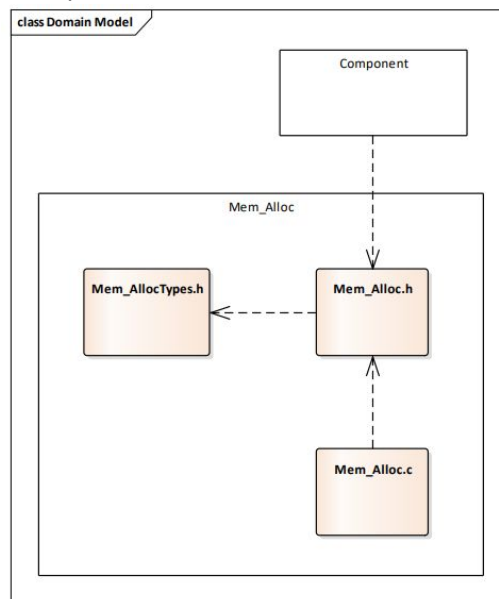 class Domain Model
Component
Mem_Alloc
Mem_AllocTypes.h
Mem_Alloc.h
Mem_Alloc.c